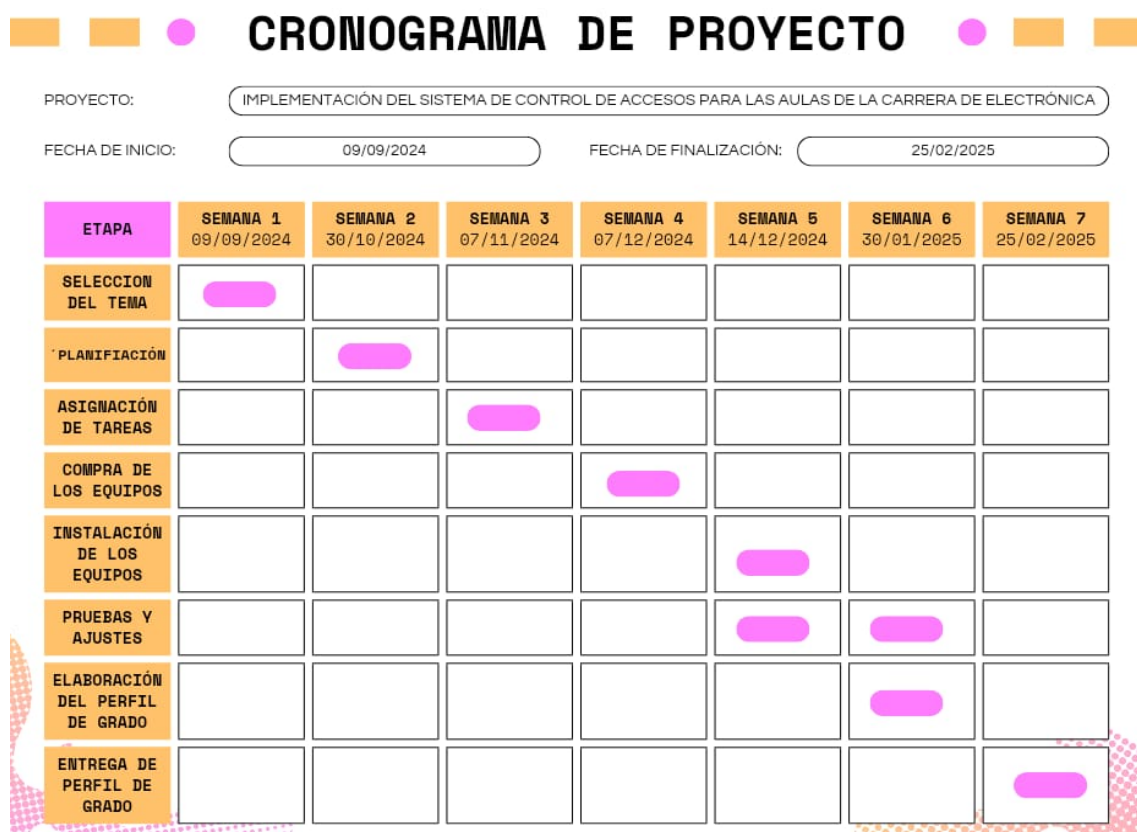 CRONOGRAMA DE PROYECTO
PROYECTO:
IMPLEMENTACIÓN DEL SISTEMA DE CONTROL DE ACCESOS PARA LAS AULAS DE LA CARRERA DE ELECTRÓNICA
FECHA DE INICIO:
09/09/2024
FECHA DE FINALIZACIÓN:
25/02/2025
ETAPA
SEMANA 1
09/09/2024
SEMANA 2
30/10/2024
SEMANA 3
07/11/2024
SEMANA 4
07/12/2024
SEMANA 5
14/12/2024
SEMANA 6
30/01/2025
SEMANA 7
25/02/2025
SELECCION
DEL TEMA
´PLANIFIACIÓN
ASIGNACIÓN
DE TAREAS
COMPRA DE
LOS EQUIPOS
INSTALACIÓN
DE LOS
EQUIPOS
PRUEBAS Y
AJUSTES
ELABORACIÓN
DEL PERFIL
DE GRADO
ENTREGA DE
PERFIL DE
GRADO